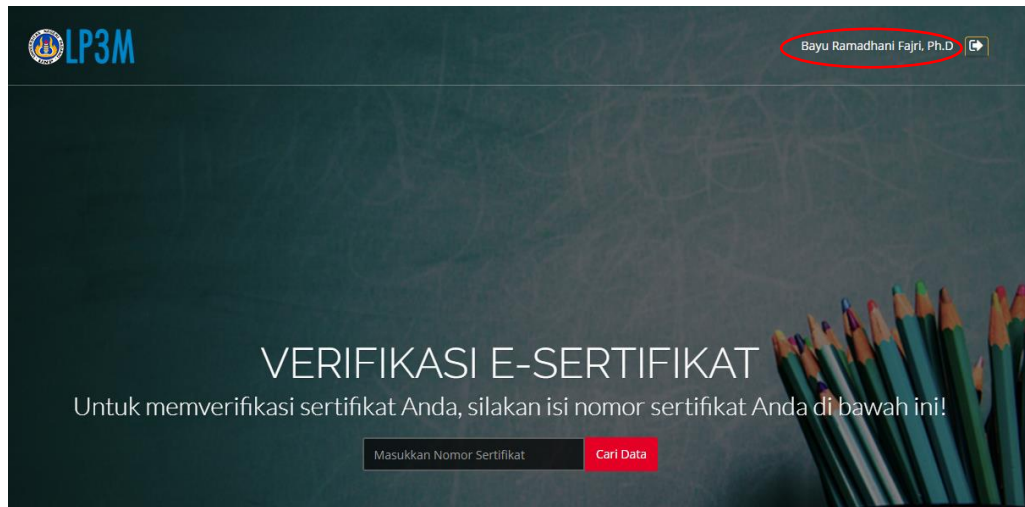 LP3M
Bayu Ramadhani Fajri, Ph.D
VERIFIKASI E-SERTIFIKAT
Untuk memverifikasi sertifikat Anda, silakan isi nomor sertifikat Anda di bawah ini!
Masukkan Nomor Sertifikat
Cari Data